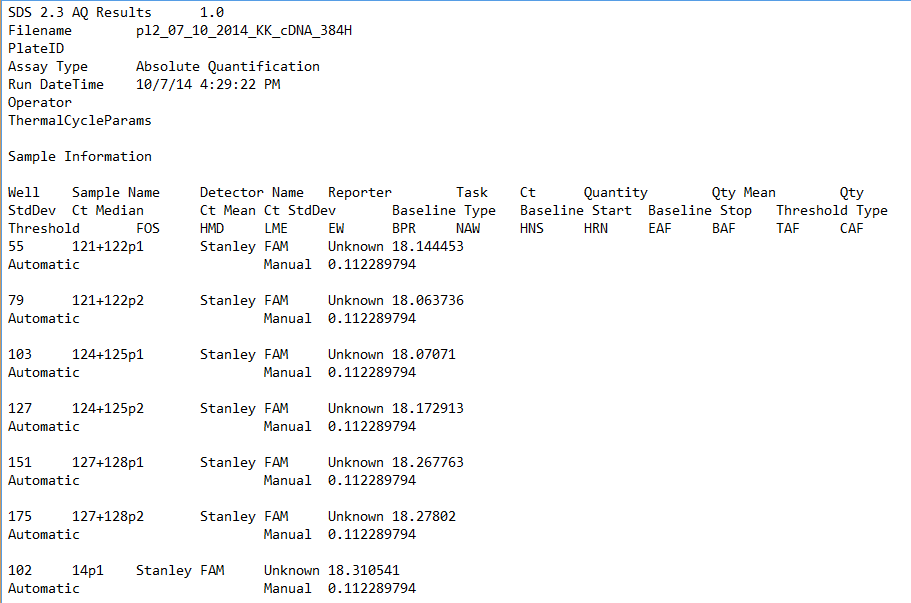 SDS 2.3 AQ Results 1.0
Filename pl2_07_10_2014_KK_cDNA_384H
PlateID
Assay Type Absolute Quantification
Run DateTime 10/7/14 4:29:22 PM
Operator
ThermalCycleParams
Sample Information
Well Sample Name Detector Name Reporter Task Ct Quantity Qty Mean Qty
StdDev Ct Median Ct Mean Ct StdDev Baseline Type Baseline Start Baseline Stop Threshold Type
Threshold FOS HMD LME EW BPR NAW HNS HRN EAF BAF TAF CAF
55 121+122p1 Stanley FAM Unknown 18.144453
Automatic Manual 0.112289794
79 121+122p2 Stanley FAM Unknown 18.063736
Automatic Manual 0.112289794
103 124+125p1 Stanley FAM Unknown 18.07071
Automatic Manual 0.112289794
127 124+125p2 Stanley FAM Unknown 18.172913
Automatic Manual 0.112289794
151 127+128p1 Stanley FAM Unknown 18.267763
Automatic Manual 0.112289794
175 127+128p2 Stanley FAM Unknown 18.27802
Automatic Manual 0.112289794
102 14p1 Stanley FAM Unknown 18.310541
Automatic Manual 0.112289794